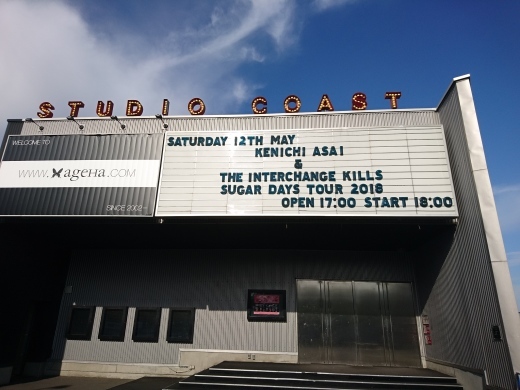 STUDIO COAST
WELCOME TO
WWW.ageHa.COM
SINCE 2002~
SATURDAY 12TH MAY
KENICHI ASAI
&
THE INTERCHANGE KILLS
SUGAR DAYS TOUR 2018
OPEN 17:00 START 18:00